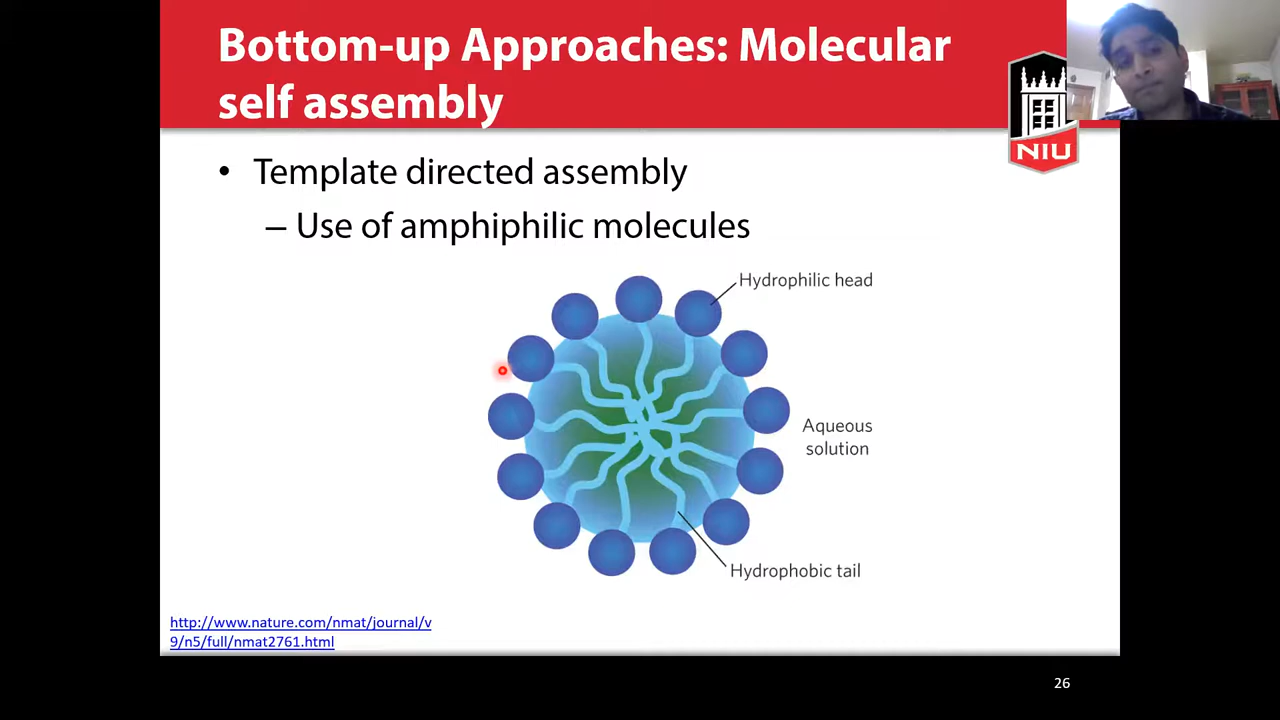 Bottom-up Approaches: Molecular
self assembly
NIU
• Template directed assembly
– Use of amphiphilic molecules
Hydrophilic head
Aqueous
solution
Hydrophobic tail
http://www.nature.com/nmat/journal/v
9/n5/full/nmat2761.html
26